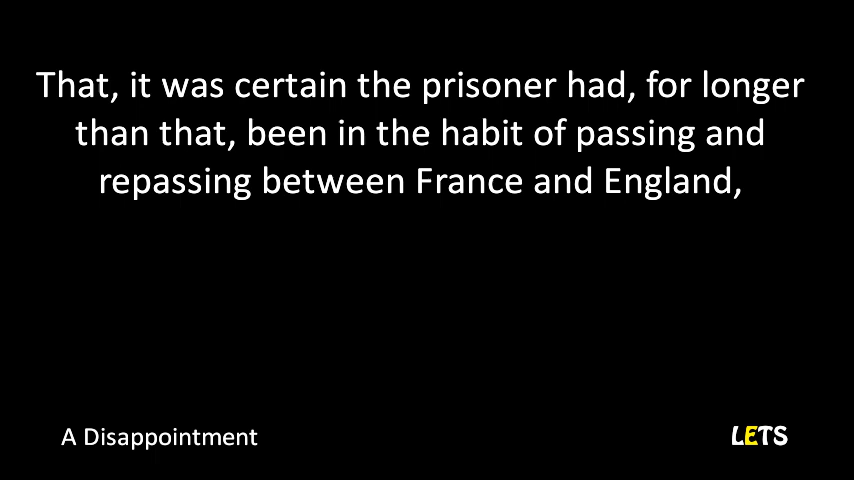 That, it was certain the prisoner had, for longer
than that, been in the habit of passing and
repassing between France and England,
A Disappointment
LETS